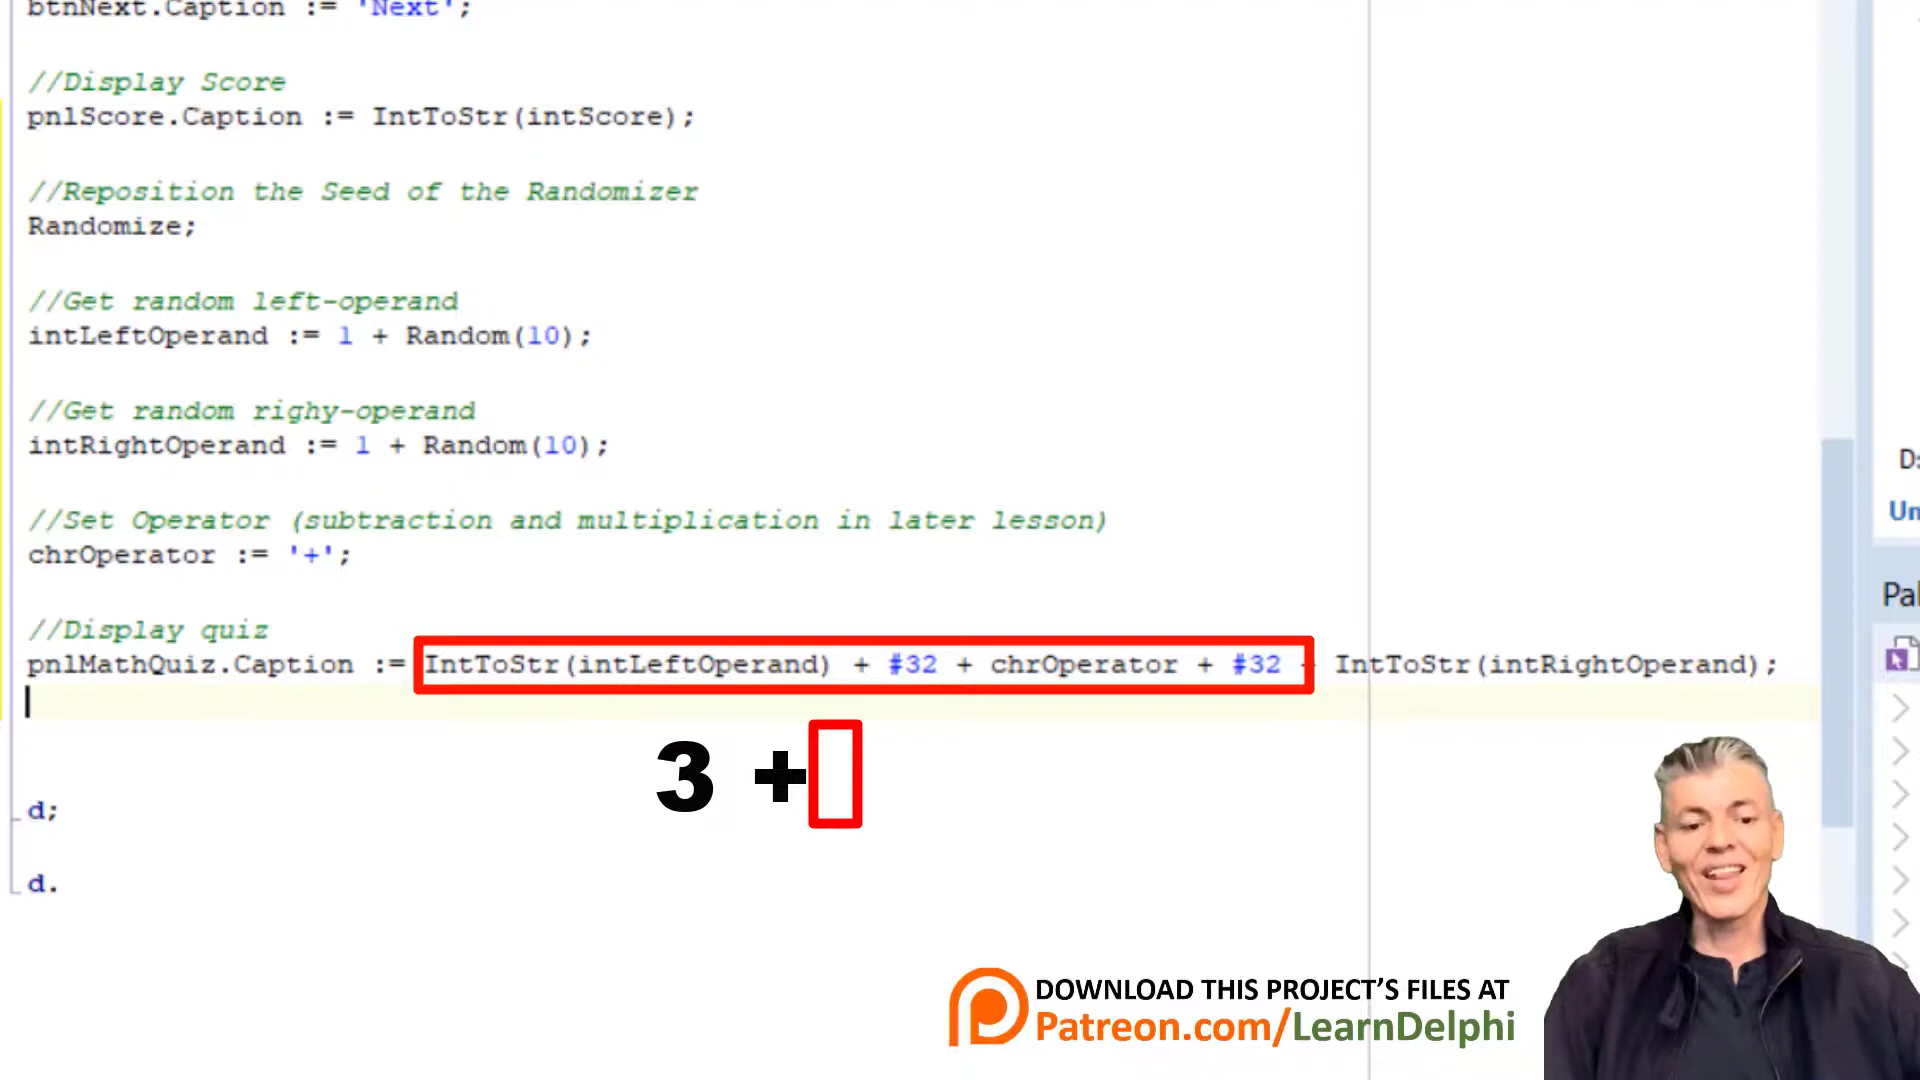 btnNext.Caption := 'Next';
//Display Score
pnlScore.Caption := IntToStr(intScore);
//Reposition the Seed of the Randomizer
Randomize;
//Get random left-operand
intLeftOperand := 1 + Random(10);
//Get random righy-operand
intRightOperand := 1 + Random(10);
//Set Operator (subtraction and multiplication in later lesson)
chrOperator := '+';
//Display quiz
pnlMathQuiz.Caption := IntToStr(intLeftOperand) + #32 + chrOperator + #32 + IntToStr(intRightOperand);
3 +
d;
d.
D:
Un
Pal
DOWNLOAD THIS PROJECT'S FILES AT
Patreon.com/LearnDelphi